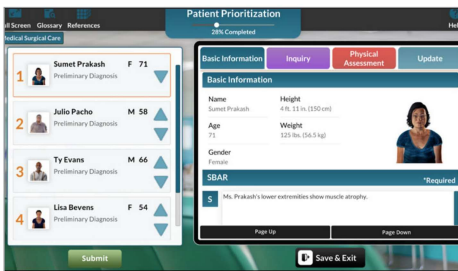 Patient Prioritization
ll Screen Glossary References
28% Completed
Hel
Medical Surgical Care
1
Sumet Prakash F 71
Preliminary Diagnosis
2
Julio Pacho M 58
Preliminary Diagnosis
3
Ty Evans M 66
Preliminary Diagnosis
4
Lisa Bevens F 54
Preliminary Diagnosis
Submit
Basic Information
Inquiry
Physical
Assessment
Update
Basic Information
Name
Sumet Prakash
Height
4 ft. 11 in. (150 cm)
Age
71
Weight
125 lbs. (56.5 kg)
Gender
Female
SBAR
*Required
S
Ms. Prakash's lower extremities show muscle atrophy.
Page Up
Page Down
Save & Exit